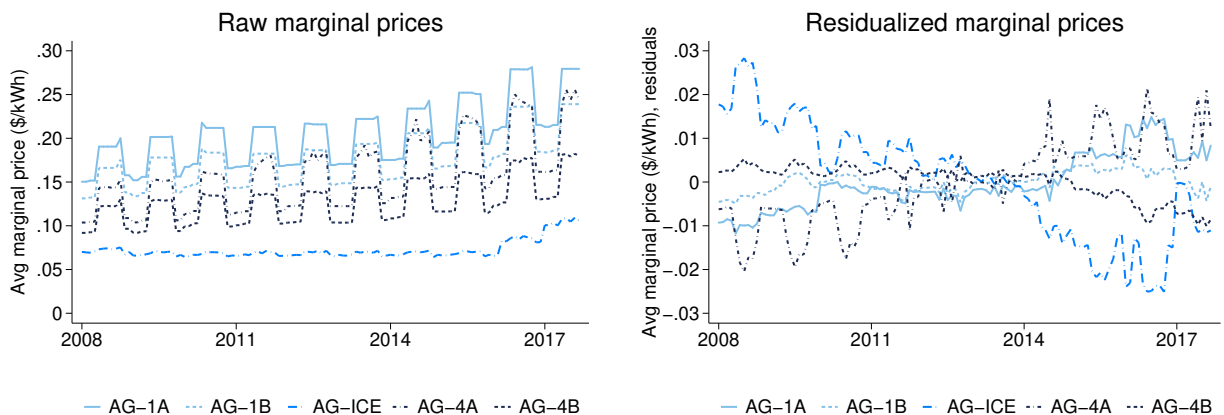 Raw marginal prices
Avg marginal price ($/kWh)
.30
.25
.20
.15
.10
.05
0
2008 2011 2014 2017
AG−1A AG−1B AG−ICE AG−4A AG−4B
Residualized marginal prices
Avg marginal price ($/kWh), residuals
.03
.02
.01
0
−.01
−.02
−.03
2008 2011 2014 2017
AG−1A AG−1B AG−ICE AG−4A AG−4B